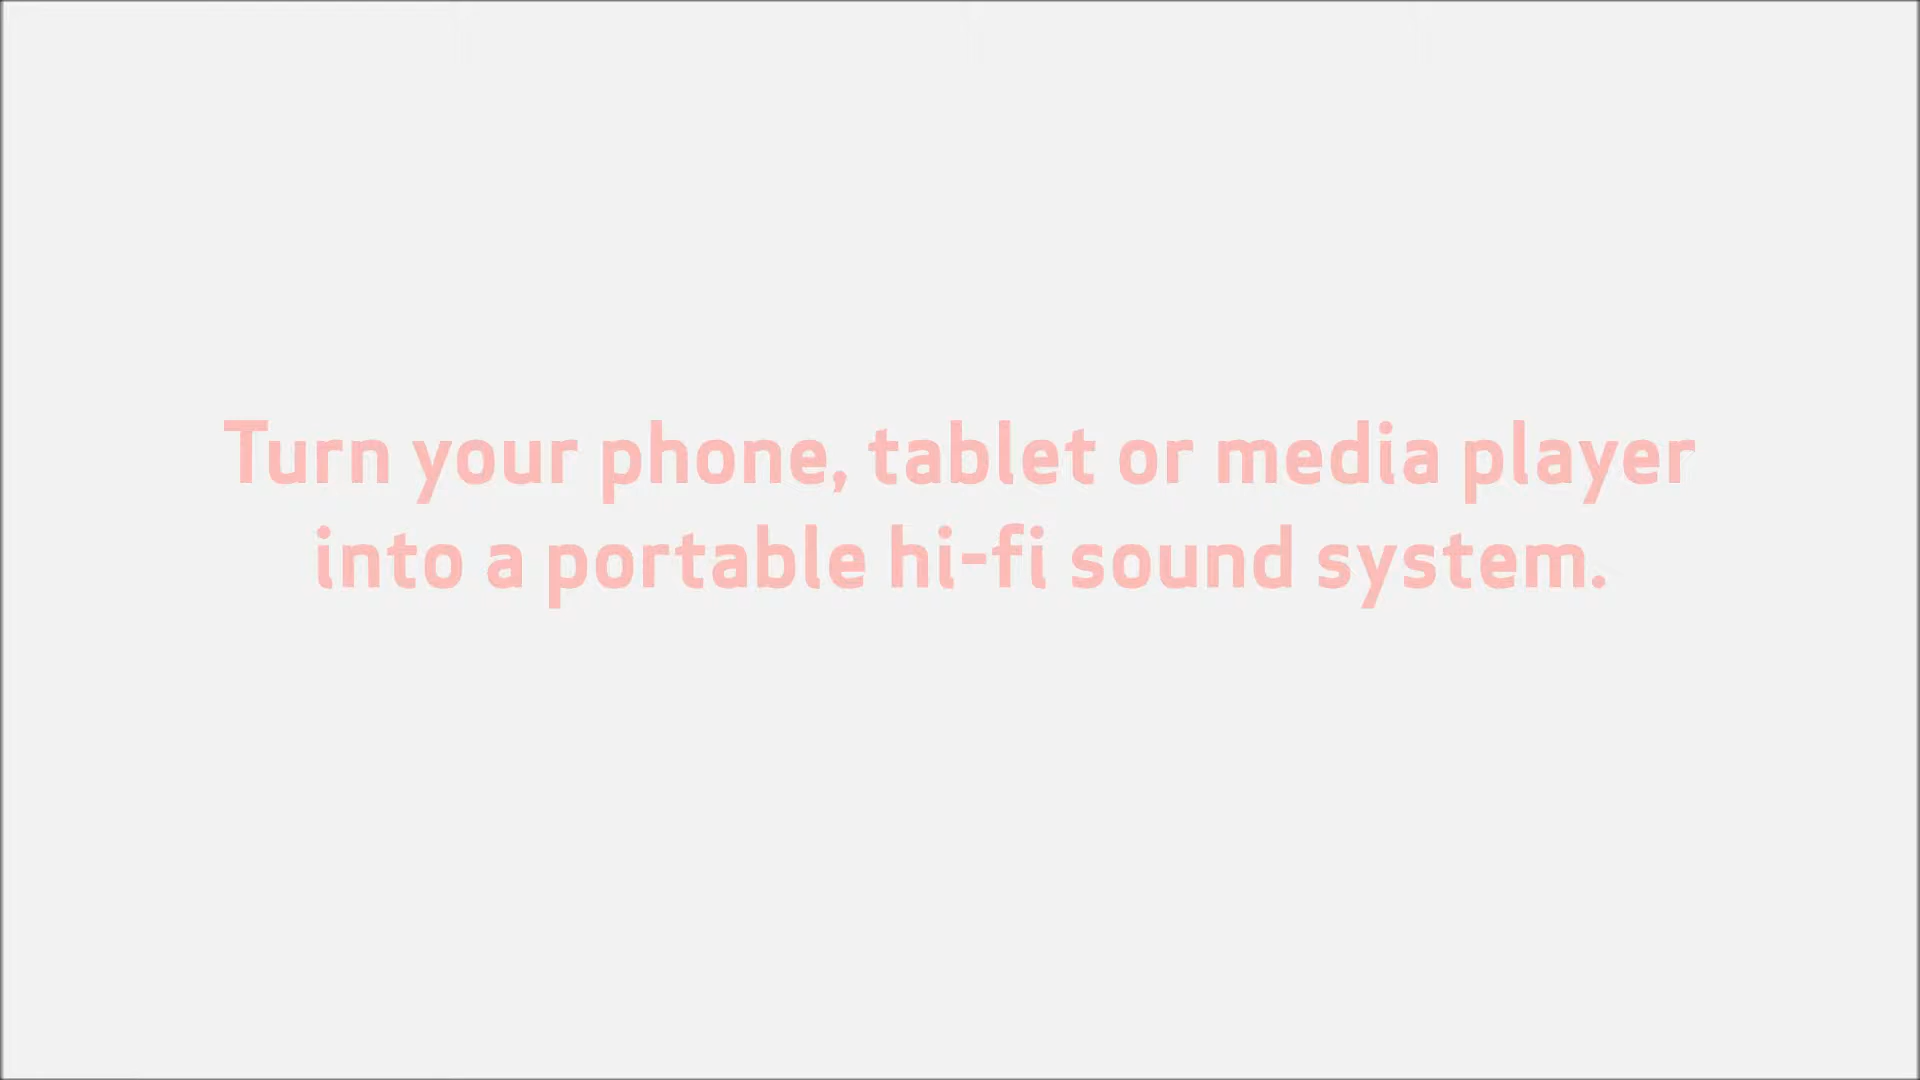 Turn your phone, tablet or media player
into a portable hi-fi sound system.